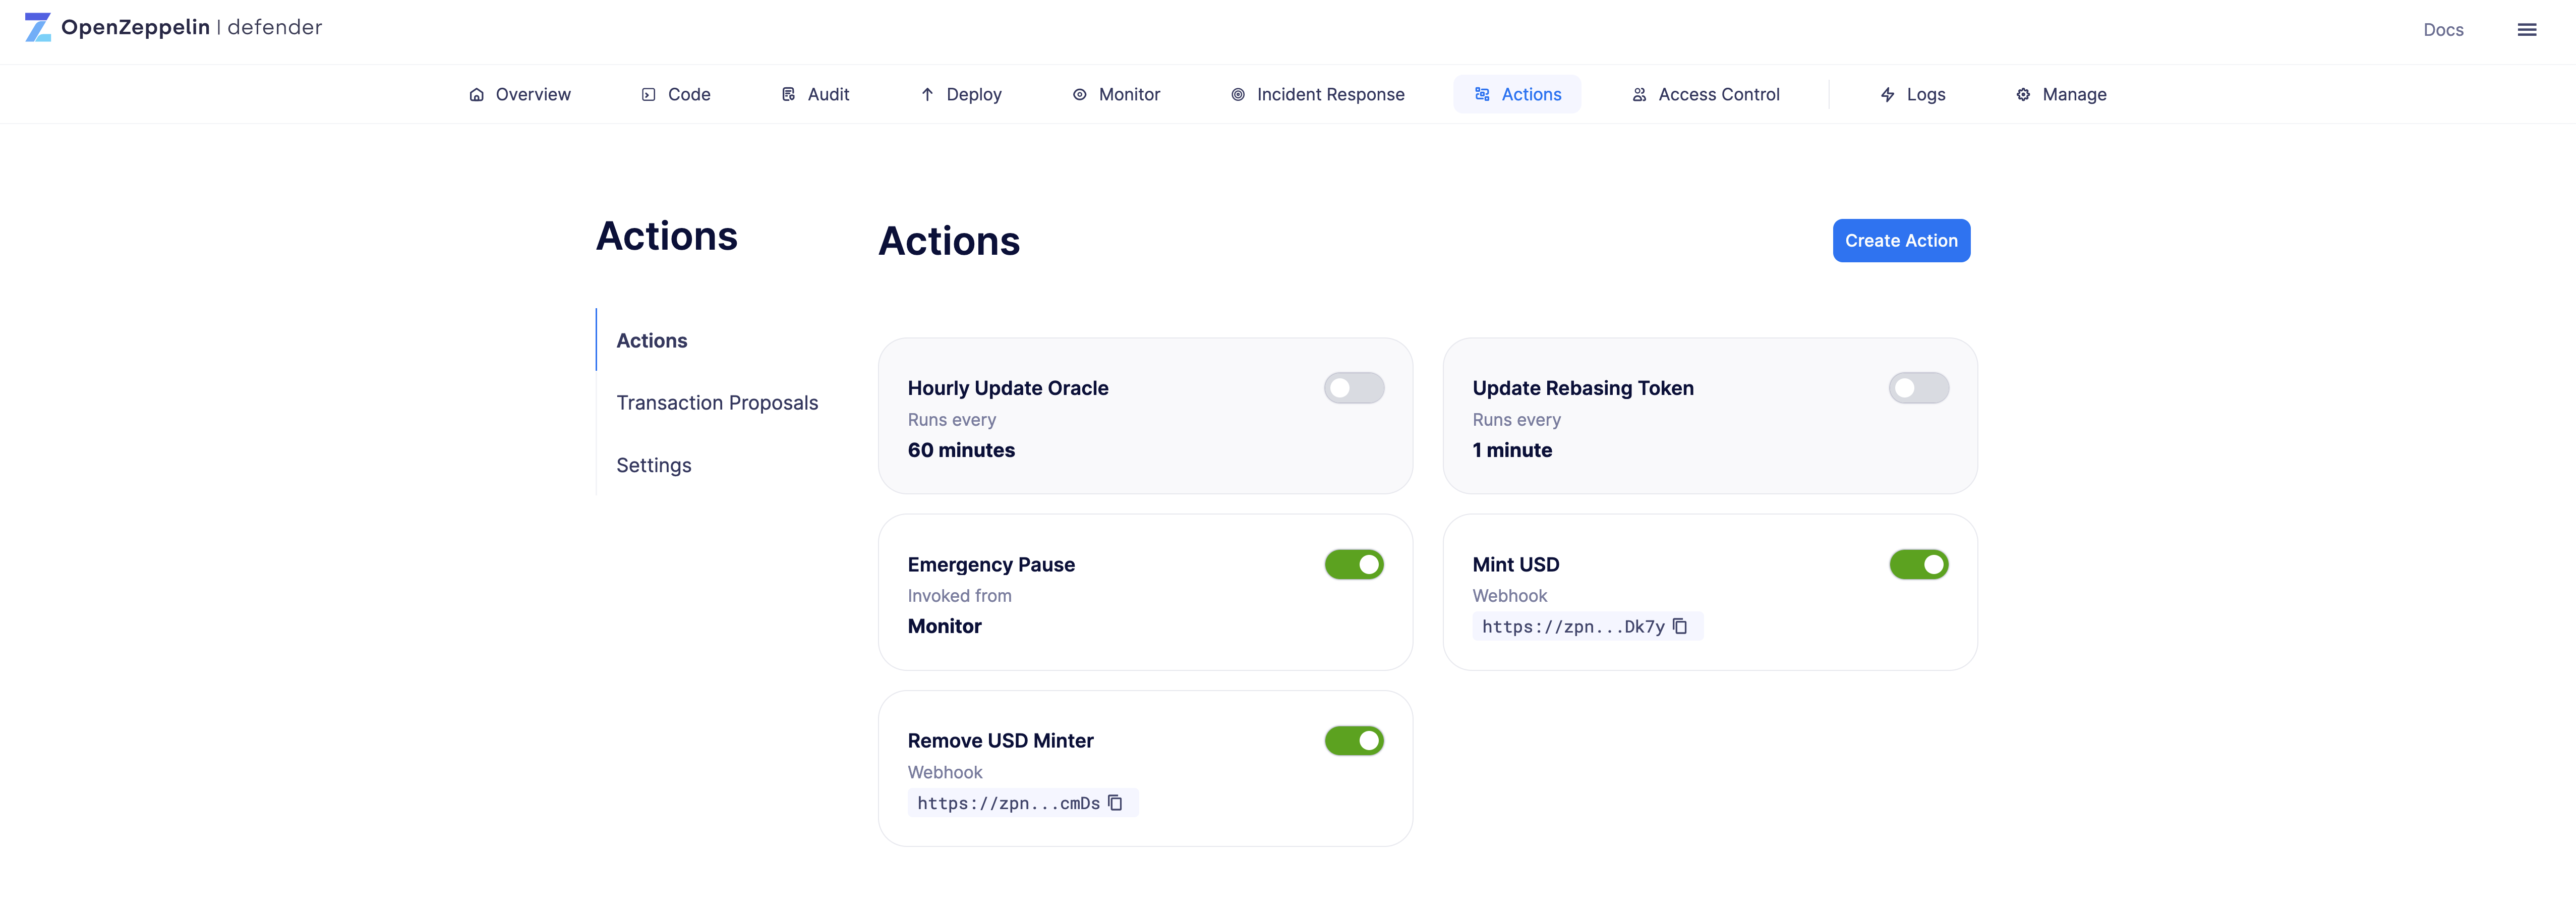 OpenZeppelin | defender
Docs
Overview
Code
Audit
Deploy
Monitor
Incident Response
Actions
Access Control
Logs
Manage
Actions
Actions
Transaction Proposals
Settings
Actions
Create Action
Hourly Update Oracle
Runs every
60 minutes
Update Rebasing Token
Runs every
1 minute
Emergency Pause
Invoked from
Monitor
Mint USD
Webhook
https://zpn...Dk7y
Remove USD Minter
Webhook
https://zpn...cmDs